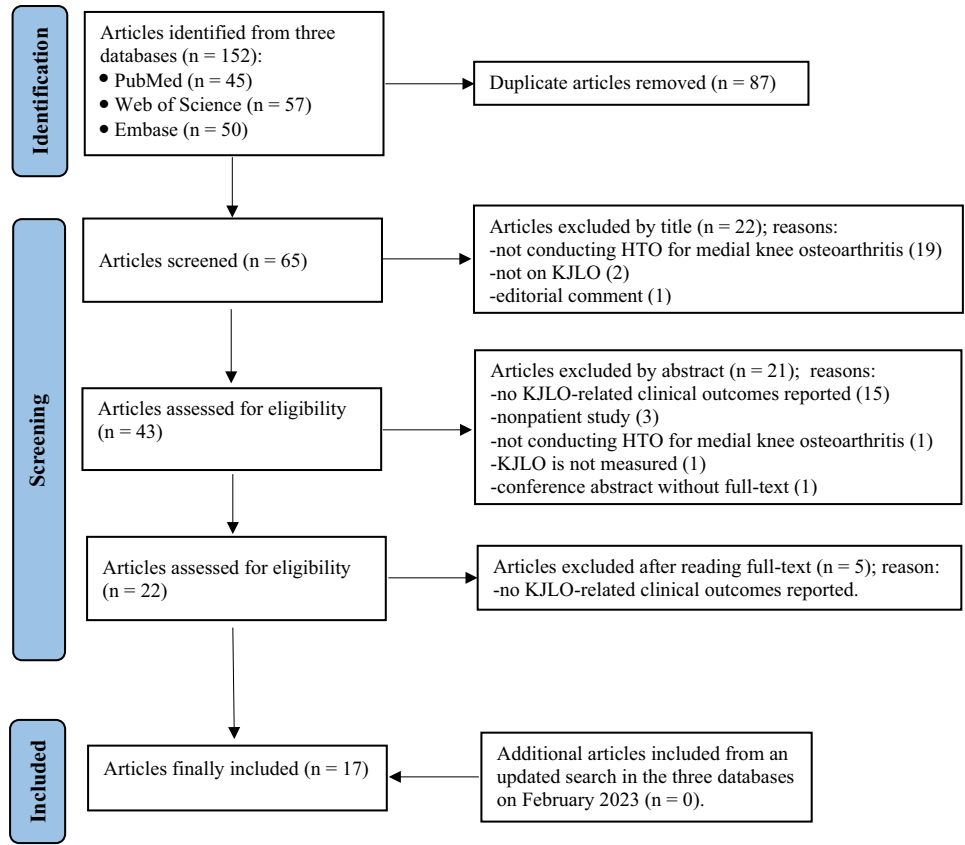 Identification
Articles identified from three
databases (n = 152):
• PubMed (n = 45)
• Web of Science (n = 57)
• Embase (n = 50)
Duplicate articles removed (n = 87)
Screening
Articles screened (n = 65)
Articles excluded by title (n = 22); reasons:
-not conducting HTO for medial knee osteoarthritis (19)
-not on KJLO (2)
-editorial comment (1)
Articles assessed for eligibility
(n = 43)
Articles excluded by abstract (n = 21); reasons:
-no KJLO-related clinical outcomes reported (15)
-nonpatient study (3)
-not conducting HTO for medial knee osteoarthritis (1)
-KJLO is not measured (1)
-conference abstract without full-text (1)
Articles assessed for eligibility
(n = 22)
Articles excluded after reading full-text (n = 5); reason:
-no KJLO-related clinical outcomes reported.
Included
Articles finally included (n = 17)
Additional articles included from an
updated search in the three databases
on February 2023 (n = 0).